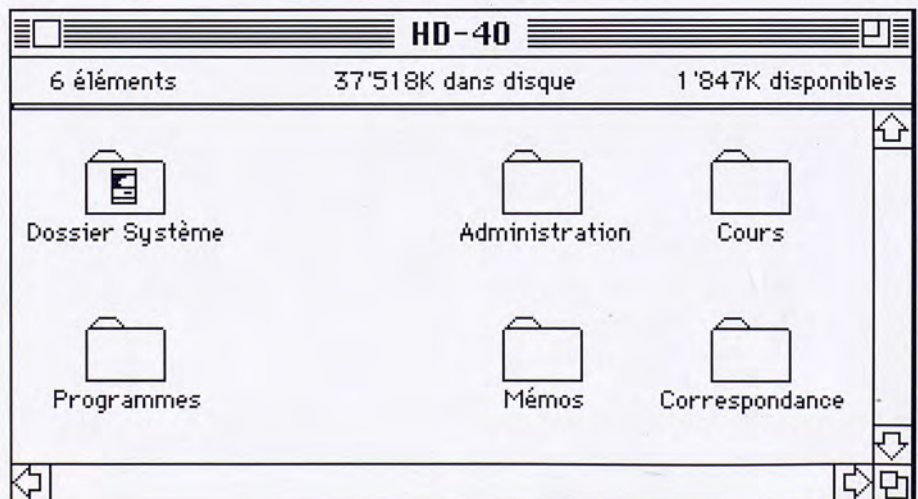 HD-40
6 éléments 37'518K dans disque 1'847K disponibles
Dossier Système Administration Cours
Programmes Mémos Correspondance